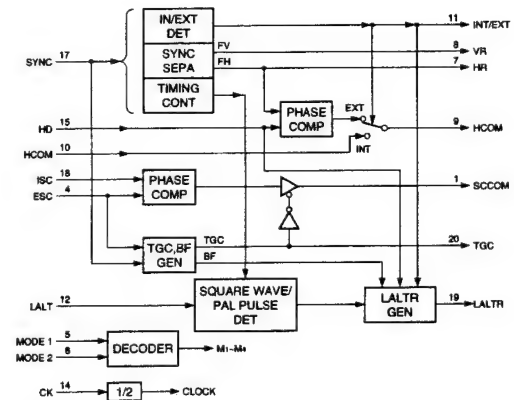 IN/EXT
DET
11 INT/EXT
SYNC 17
SYNC
SEPA
FV
8 VR
FH
7 HR
TIMING
CONT
HD 15
PHASE
COMP
EXT
9 HCOM
HCOM 10
INT
ISC 18
ESC 4
PHASE
COMP
1 SCCOM
TGC,BF
GEN
TGC
20 TGC
BF
LALT 12
SQUARE WAVE/
PAL PULSE
DET
LALTR
GEN
19 LALTR
MODE 1 5
MODE 2 6
DECODER
M1~M4
CK 14
1/2
CLOCK